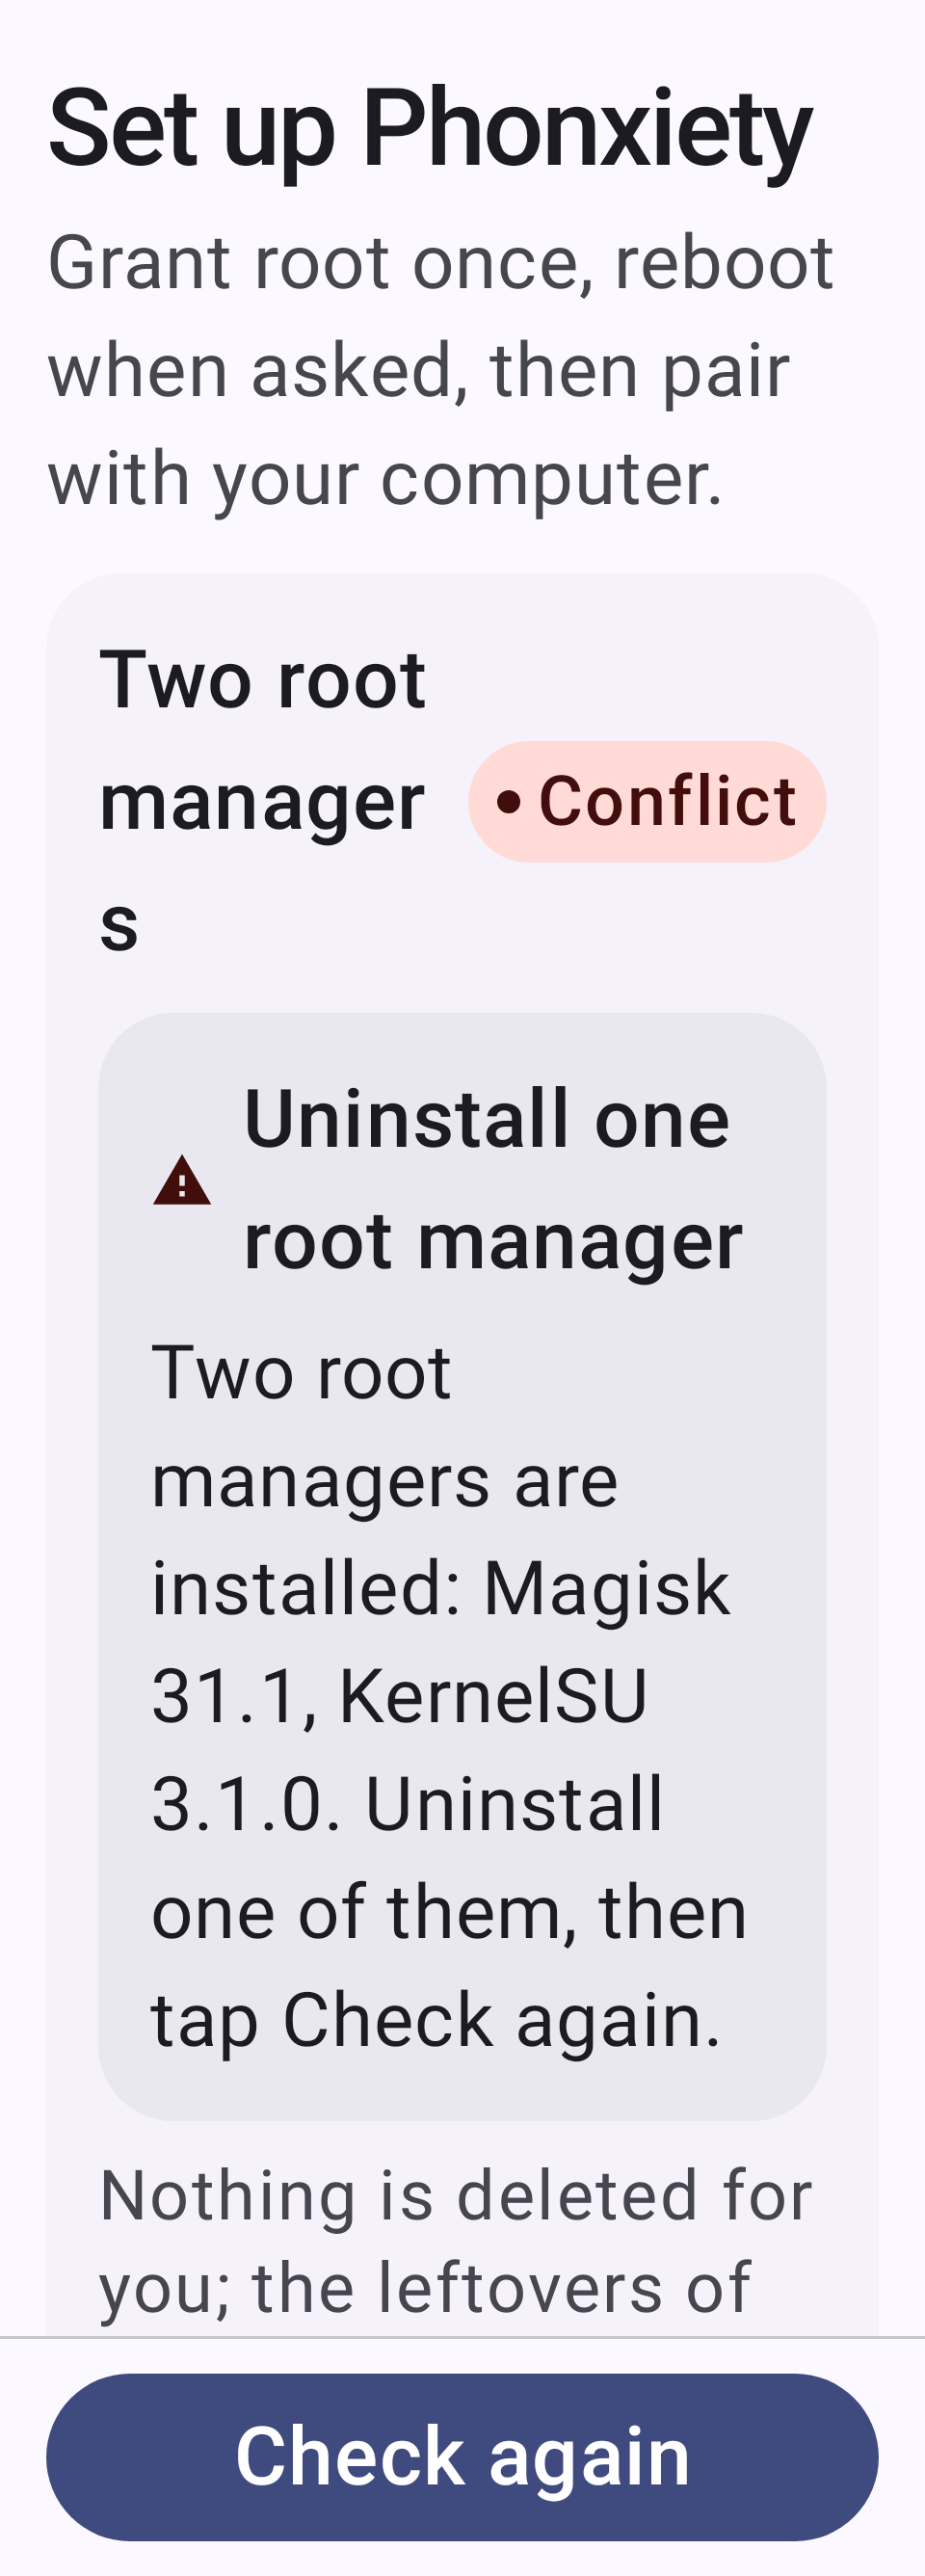 Set up Phonxiety
Grant root once, reboot
when asked, then pair
with your computer.
Two root
manager
s
• Conflict
Uninstall one
root manager
Two root
managers are
installed: Magisk
31.1, KernelSU
3.1.0. Uninstall
one of them, then
tap Check again.
Nothing is deleted for
you; the leftovers of
Check again